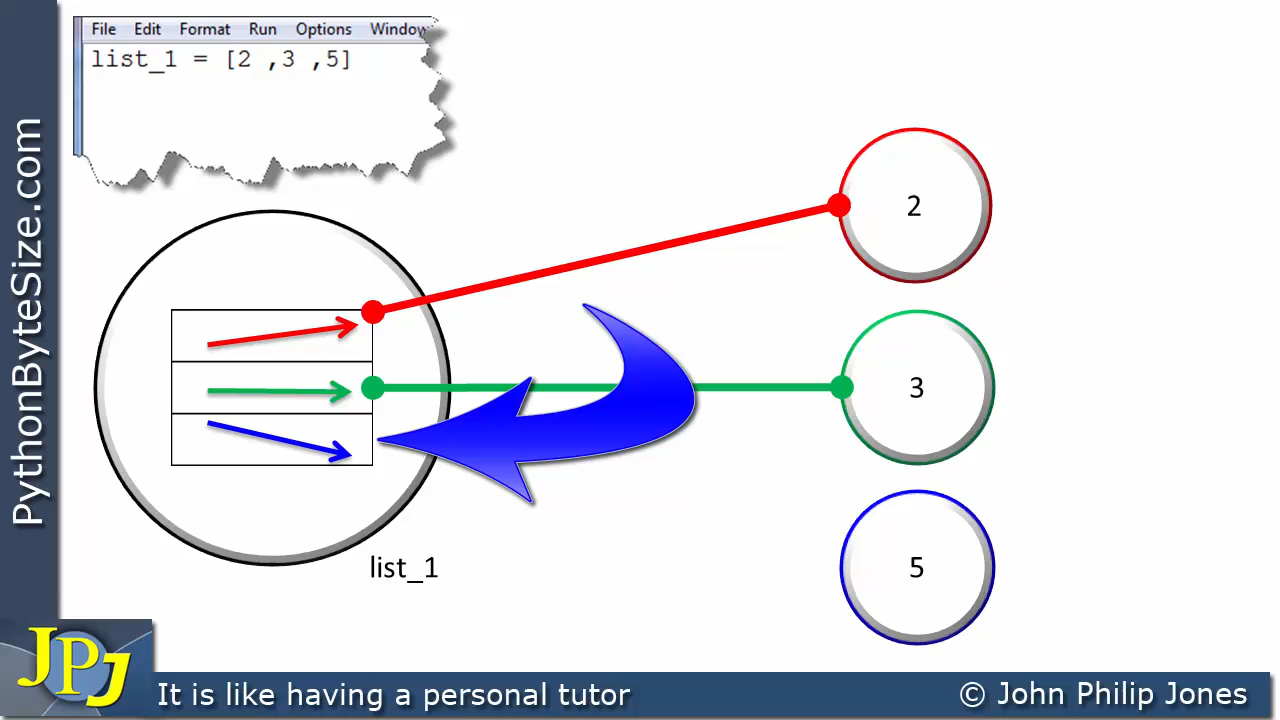 File Edit Format Run Options Window
list_1 = [2 ,3 ,5]
2
3
5
list_1
PythonByteSize.com
JPJ
It is like having a personal tutor
© John Philip Jones